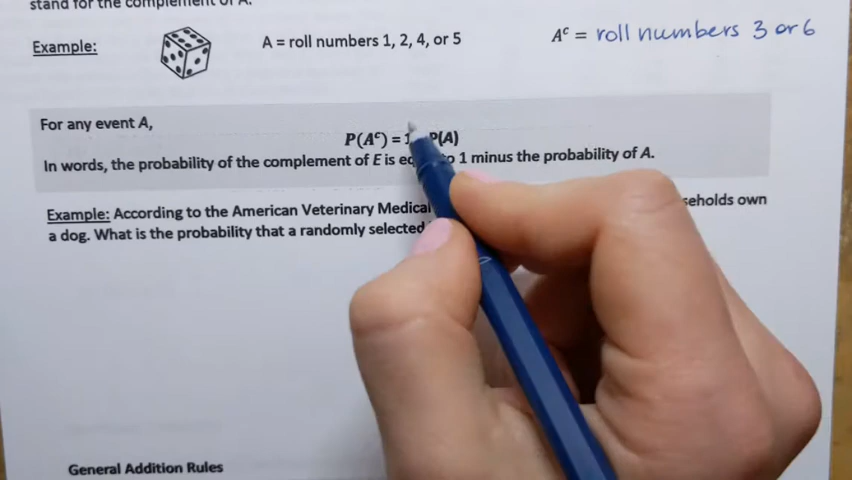 stand for the complement of A.
Example: A = roll numbers 1, 2, 4, or 5 Aᶜ = roll numbers 3 or 6
For any event A,
P(Aᶜ) = 1 P(A)
In words, the probability of the complement of E is to 1 minus the probability of A.
Example: According to the American Veterinary Medical own
a dog. What is the probability that a randomly selected
General Addition Rules